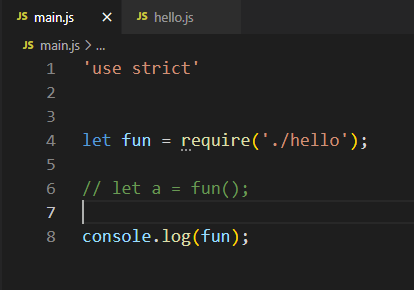 JS main.js × JS hello.js
JS main.js > ...
1 'use strict'
2
3
4 let fun = require('./hello');
5
6 // let a = fun();
7
8 console.log(fun);